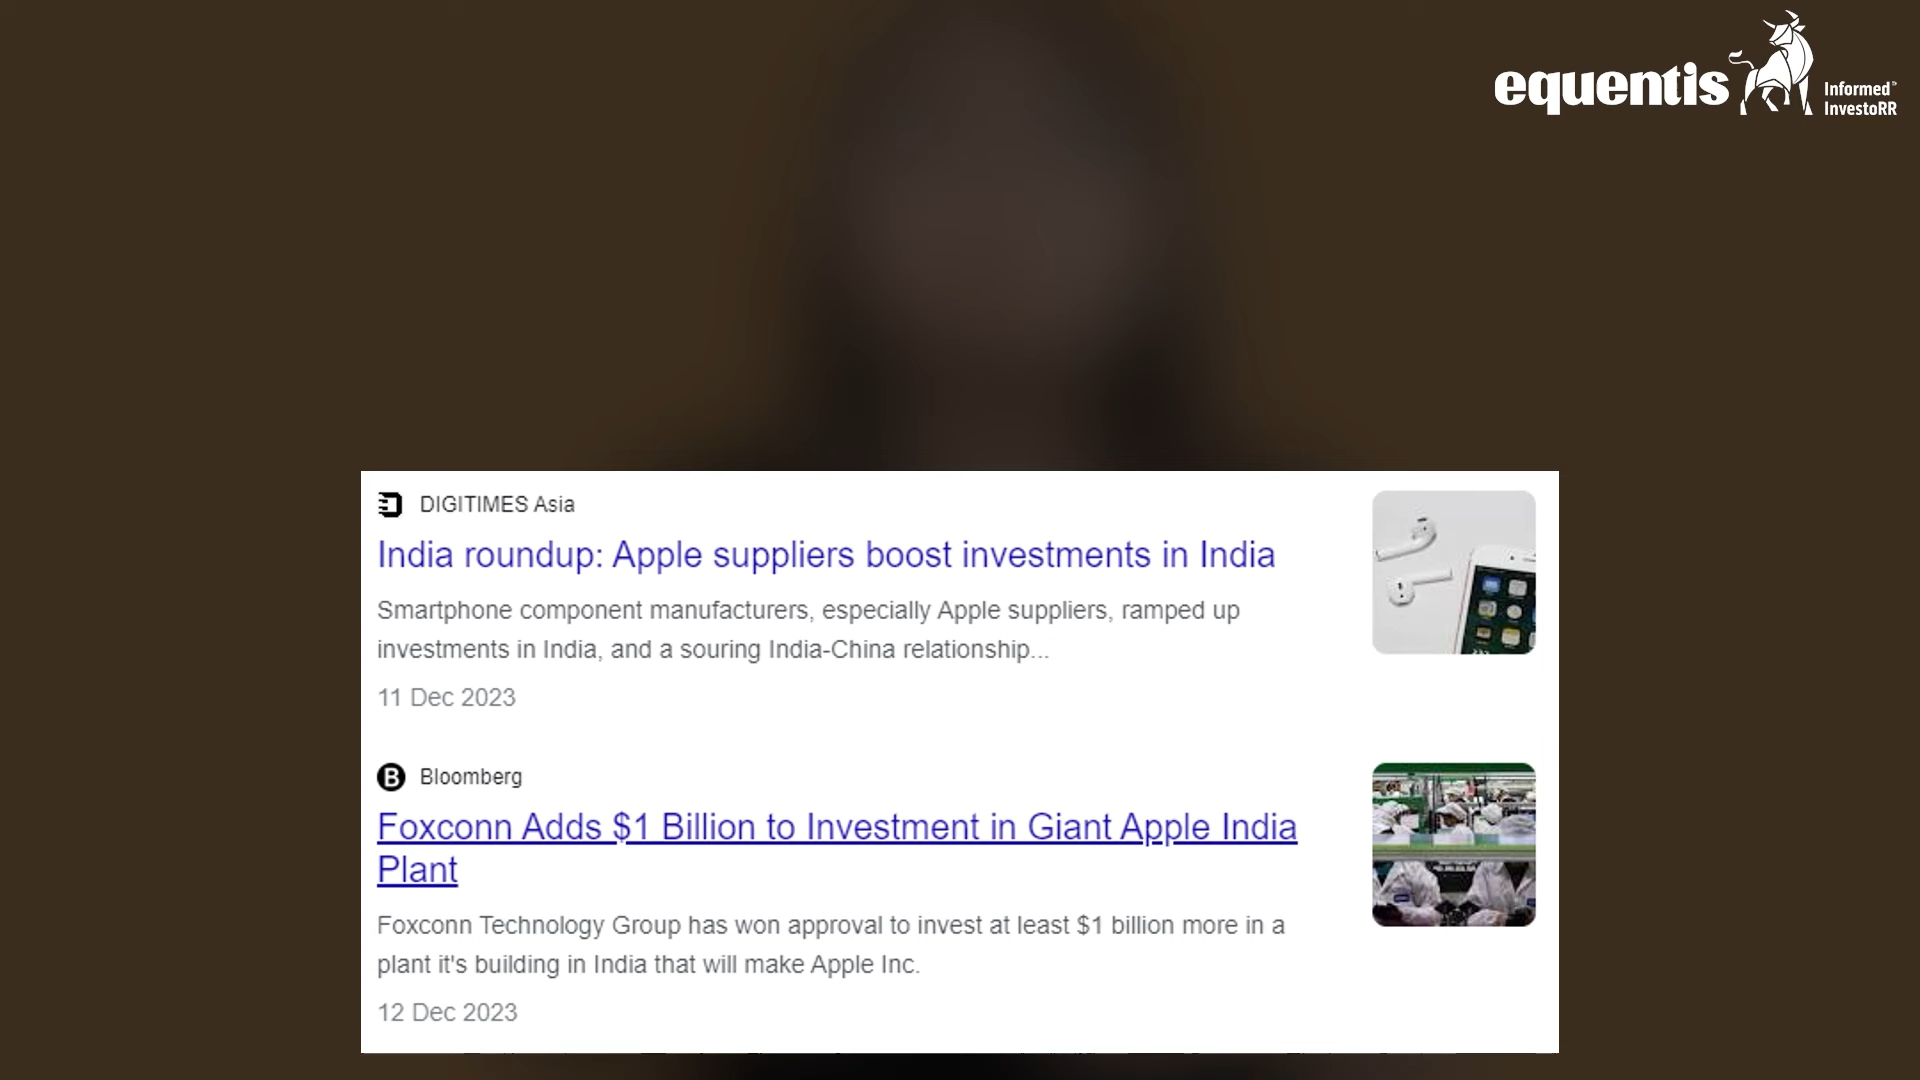 equentis
Informed
InvestoRR
DIGITIMES Asia
India roundup: Apple suppliers boost investments in India
Smartphone component manufacturers, especially Apple suppliers, ramped up
investments in India, and a souring India-China relationship...
11 Dec 2023
B Bloomberg
Foxconn Adds $1 Billion to Investment in Giant Apple India
Plant
Foxconn Technology Group has won approval to invest at least $1 billion more in a
plant it's building in India that will make Apple Inc.
12 Dec 2023